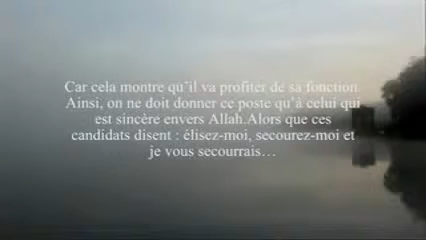 Car cela montre qu'il va profiter de sa fonction.
Ainsi, on ne doit donner ce poste qu'à celui qui
est sincère envers Allah.Alors que ces
candidats disent : élisez-moi, secourez-moi et
je vous secourrais…